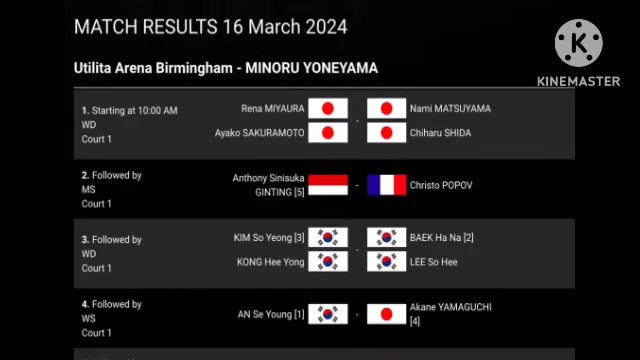 MATCH RESULTS 16 March 2024
K
KINEMASTER
Utilita Arena Birmingham - MINORU YONEYAMA
1. Starting at 10:00 AM
WD
Court 1
Rena MIYAURA - Nami MATSUYAMA
Ayako SAKURAMOTO Chiharu SHIDA
2. Followed by
MS
Court 1
Anthony Sinisuka
GINTING [5] - Christo POPOV
3. Followed by
WD
Court 1
KIM So Yeong [3] - BAEK Ha Na [2]
KONG Hee Yong LEE So Hee
4. Followed by
WS
Court 1
AN Se Young [1] - Akane YAMAGUCHI
[4]